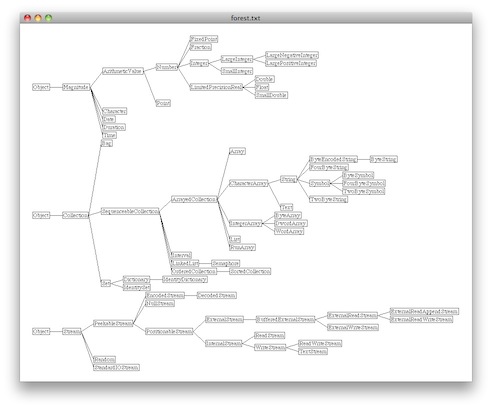 forest.txt
FixedPoint
Fraction
Number
LargeInteger LargeNegativeInteger
LargePositiveInteger
Integer
SmallInteger
ArithmeticValue
Double
Float
SmallDouble
LimitedPrecisionReal
Object Magnitude
Point
Character
Date
Duration
Time
Bag
Array
ByteEncodedString ByteString
FourByteString
String
CharacterArray
Symbol
ByteSymbol
FourByteSymbol
TwoByteSymbol
TwoByteString
Text
ArrayedCollection
Object Collection SequenceableCollection
IntegerArray
ByteArray
DwordArray
WordArray
List
RunArray
Interval
LinkedList Semaphore
OrderedCollection SortedCollection
Set
Dictionary IdentityDictionary
IdentitySet
EncodedStream DecodedStream
NullStream
PeekableStream
PositionableStream
ExternalStream BufferedExternalStream
ExternalReadStream
ExternalReadAppendStream
ExternalReadWriteStream
ExternalWriteStream
Object Stream
InternalStream
ReadStream
WriteStream
ReadWriteStream
TextStream
Random
StandardIOStream